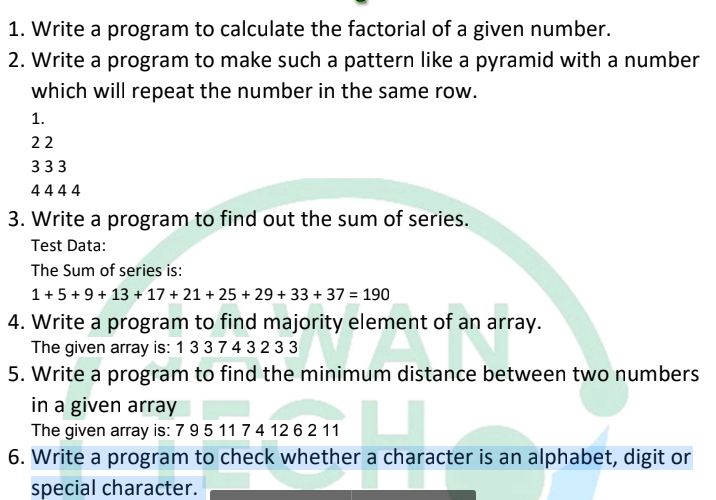 1. Write a program to calculate the factorial of a given number.
2. Write a program to make such a pattern like a pyramid with a number
which will repeat the number in the same row.
1.
2 2
3 3 3
4 4 4 4
3. Write a program to find out the sum of series.
Test Data:
The Sum of series is:
1 + 5 + 9 + 13 + 17 + 21 + 25 + 29 + 33 + 37 = 190
4. Write a program to find majority element of an array.
The given array is: 1 3 3 7 4 3 2 3 3
5. Write a program to find the minimum distance between two numbers
in a given array
The given array is: 7 9 5 11 7 4 12 6 2 11
6. Write a program to check whether a character is an alphabet, digit or
special character.
JAWAN
TECH